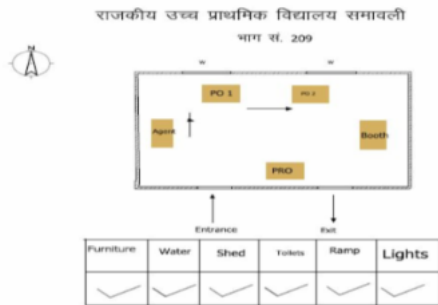 राजकीय उच्च प्राथमिक विद्यालय समावली
भाग सं. 209
N
W W
PO 1 PO 2
Agent Booth
PRO
Entrance Exit
Furniture Water Shed Toilets Ramp Lights